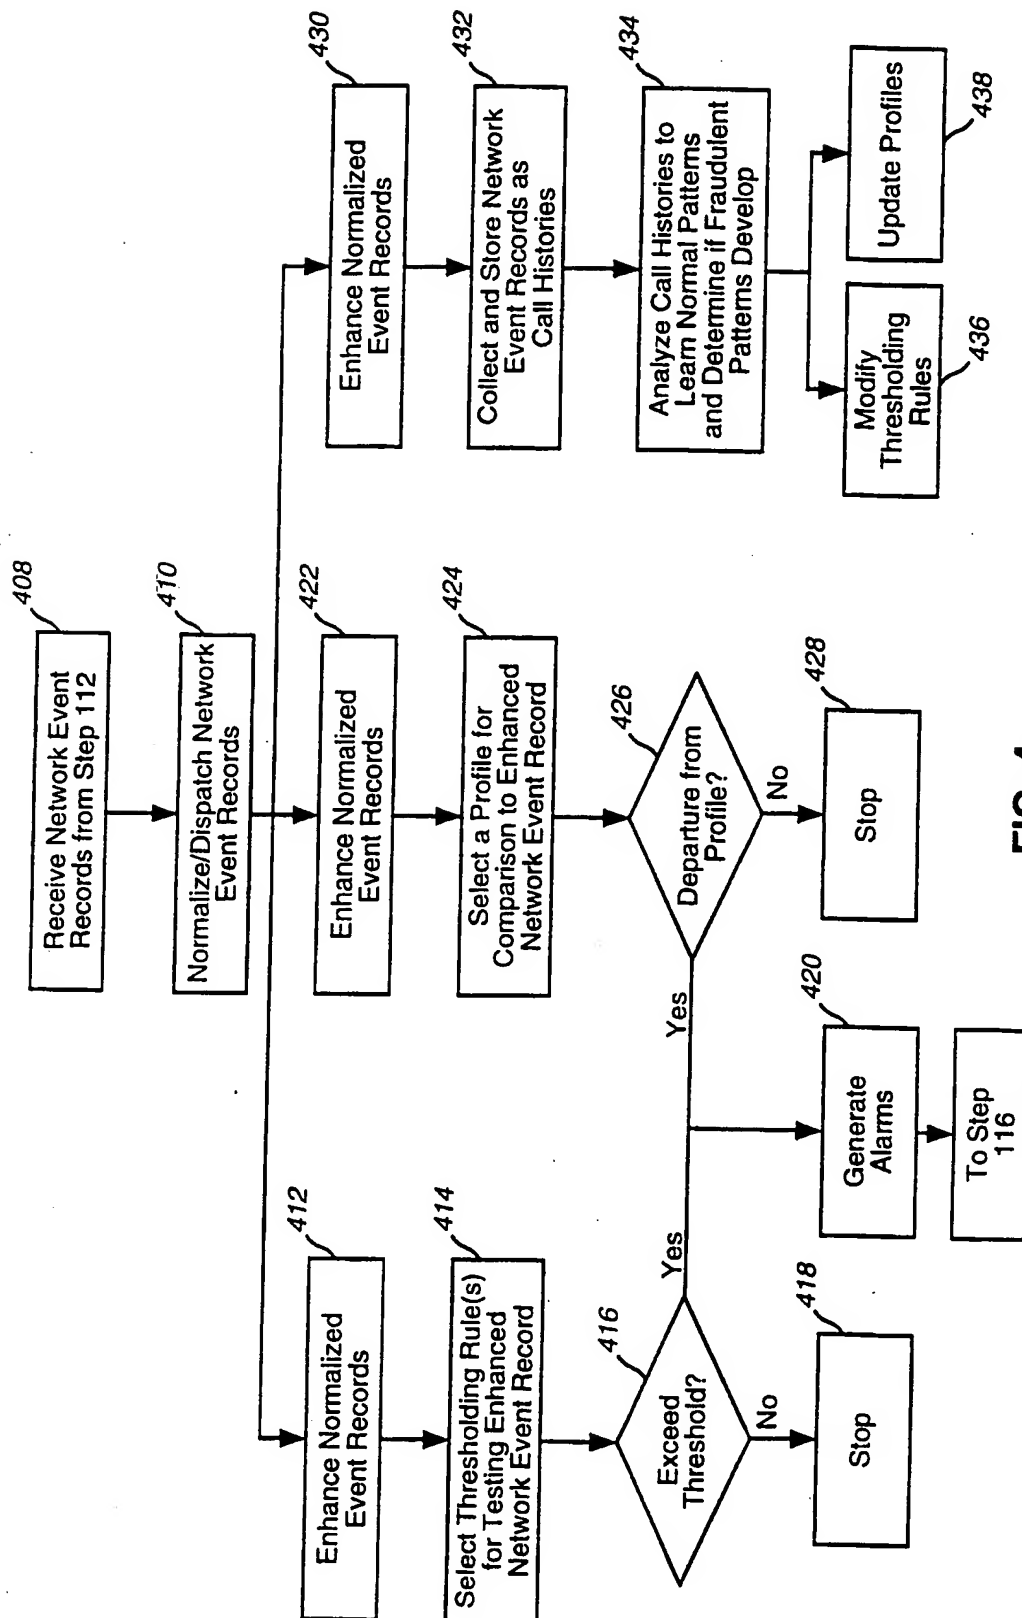 408
Receive Network Event
Records from Step 112
410
Normalize/Dispatch Network
Event Records
412
Enhance Normalized
Event Records
414
Select Thresholding Rule(s)
for Testing Enhanced
Network Event Record
416
Exceed
Threshold?
Yes
No
418
Stop
422
Enhance Normalized
Event Records
424
Select a Profile for
Comparison to Enhanced
Network Event Record
426
Departure from
Profile?
Yes
No
428
Stop
420
Generate
Alarms
To Step
116
430
Enhance Normalized
Event Records
432
Collect and Store Network
Event Records as
Call Histories
434
Analyze Call Histories to
Learn Normal Patterns
and Determine if Fraudulent
Patterns Develop
Modify
Thresholding
Rules
436
Update Profiles
438